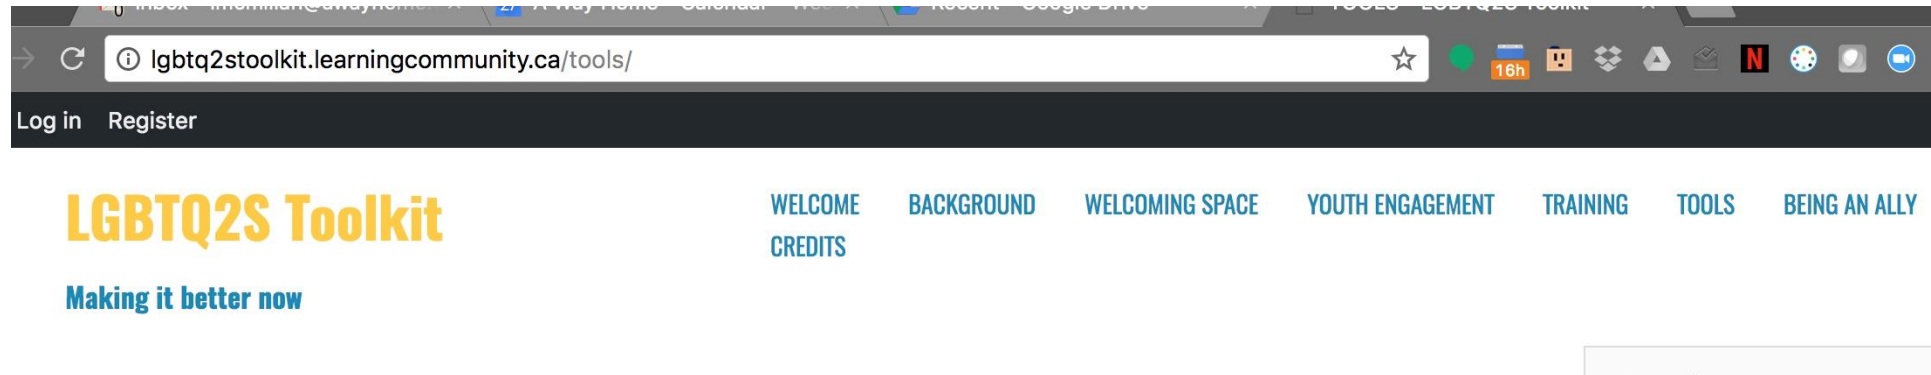 lgbtq2stoolkit.learningcommunity.ca/tools/
16h
N
Log in Register
LGBTQ2S Toolkit
WELCOME BACKGROUND WELCOMING SPACE YOUTH ENGAGEMENT TRAINING TOOLS BEING AN ALLY
CREDITS
Making it better now